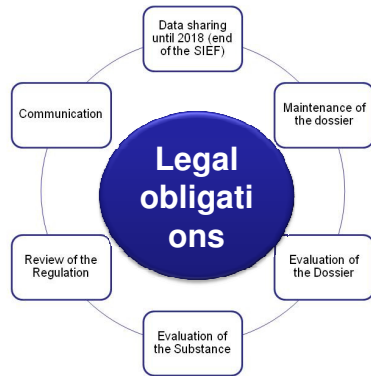 Data sharing
until 2018 (end
of the SIEF)
Communication
Maintenance of
the dossier
Legal
obligati
ons
Review of the
Regulation
Evaluation of
the Dossier
Evaluation of
the Substance